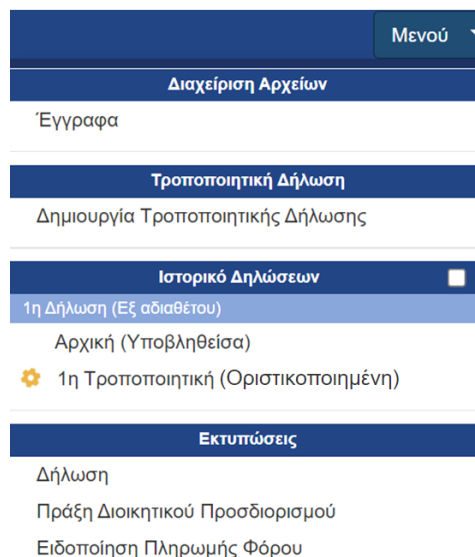 Μενού
Διαχείριση Αρχείων
Έγγραφα
Τροποποιητική Δήλωση
Δημιουργία Τροποποιητικής Δήλωσης
Ιστορικό Δηλώσεων
1η Δήλωση (Εξ αδιαθέτου)
Αρχική (Υποβληθείσα)
1η Τροποποιητική (Οριστικοποιημένη)
Εκτυπώσεις
Δήλωση
Πράξη Διοικητικού Προσδιορισμού
Ειδοποίηση Πληρωμής Φόρου